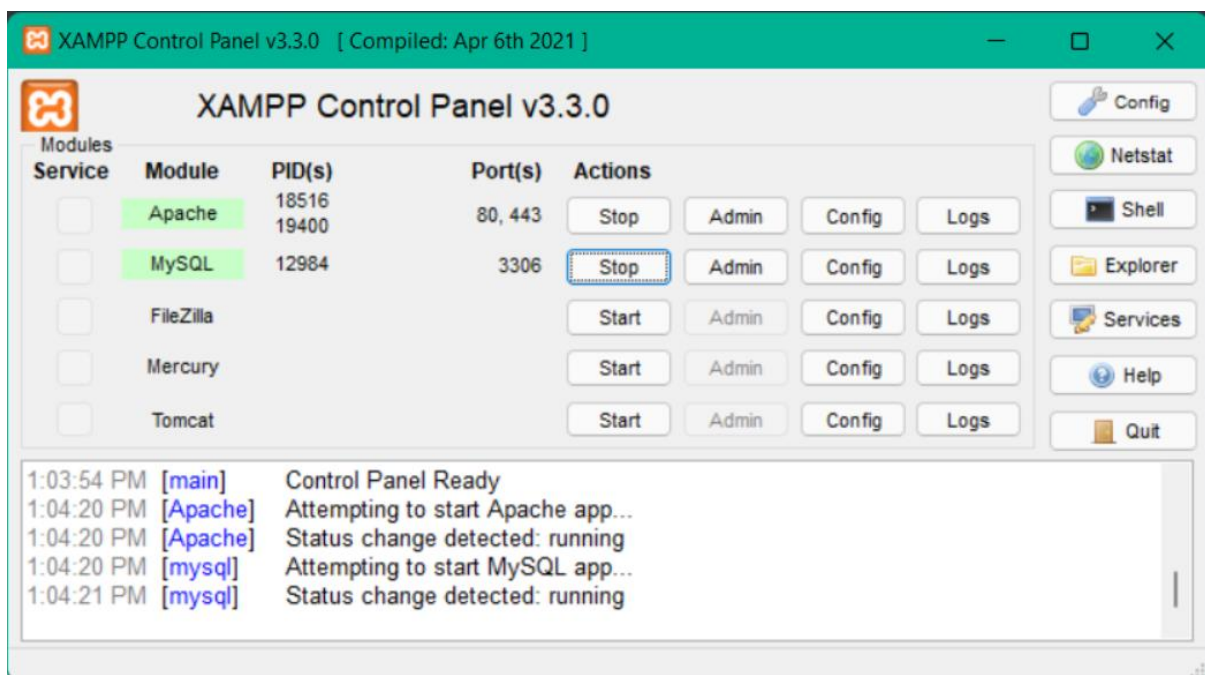 XAMPP Control Panel v3.3.0 [ Compiled: Apr 6th 2021 ]
XAMPP Control Panel v3.3.0
Config
Modules
Service Module PID(s) Port(s) Actions
Netstat
Apache 18516 19400 80, 443 Stop Admin Config Logs
Shell
MySQL 12984 3306 Stop Admin Config Logs
Explorer
FileZilla Start Admin Config Logs
Services
Mercury Start Admin Config Logs
Help
Tomcat Start Admin Config Logs
Quit
1:03:54 PM [main] Control Panel Ready
1:04:20 PM [Apache] Attempting to start Apache app...
1:04:20 PM [Apache] Status change detected: running
1:04:20 PM [mysql] Attempting to start MySQL app...
1:04:21 PM [mysql] Status change detected: running